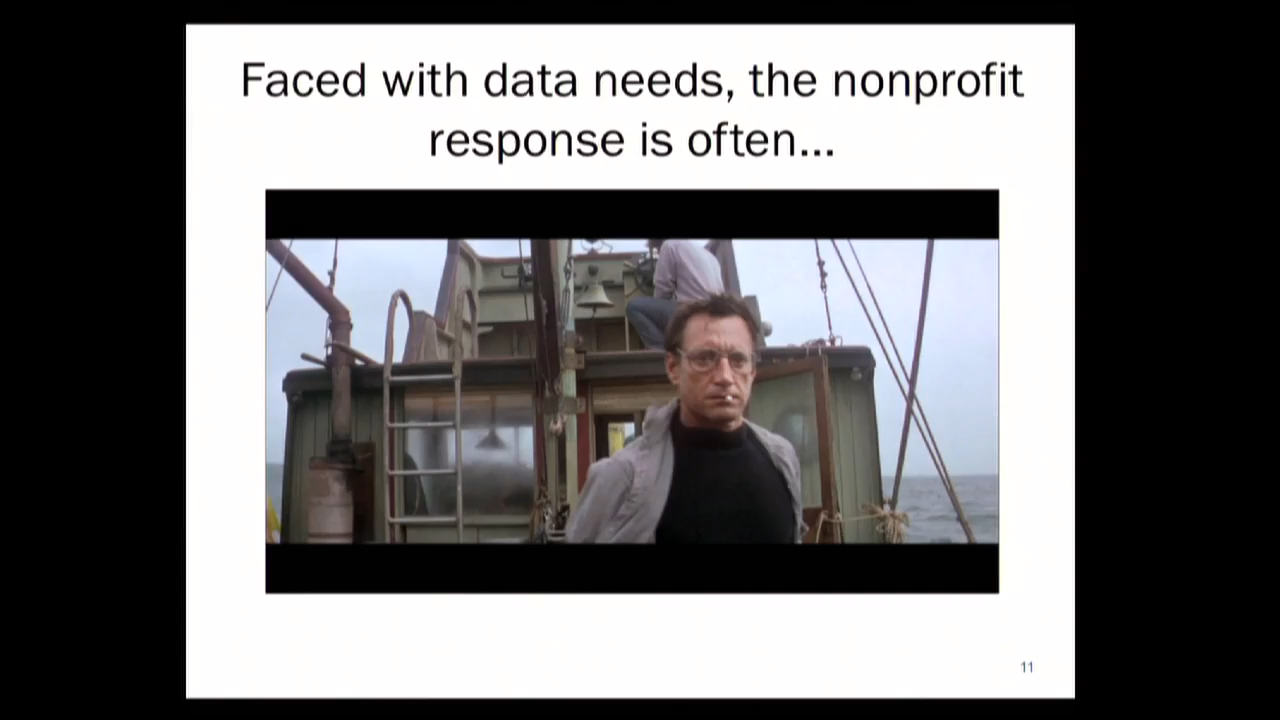 Faced with data needs, the nonprofit
response is often...
11